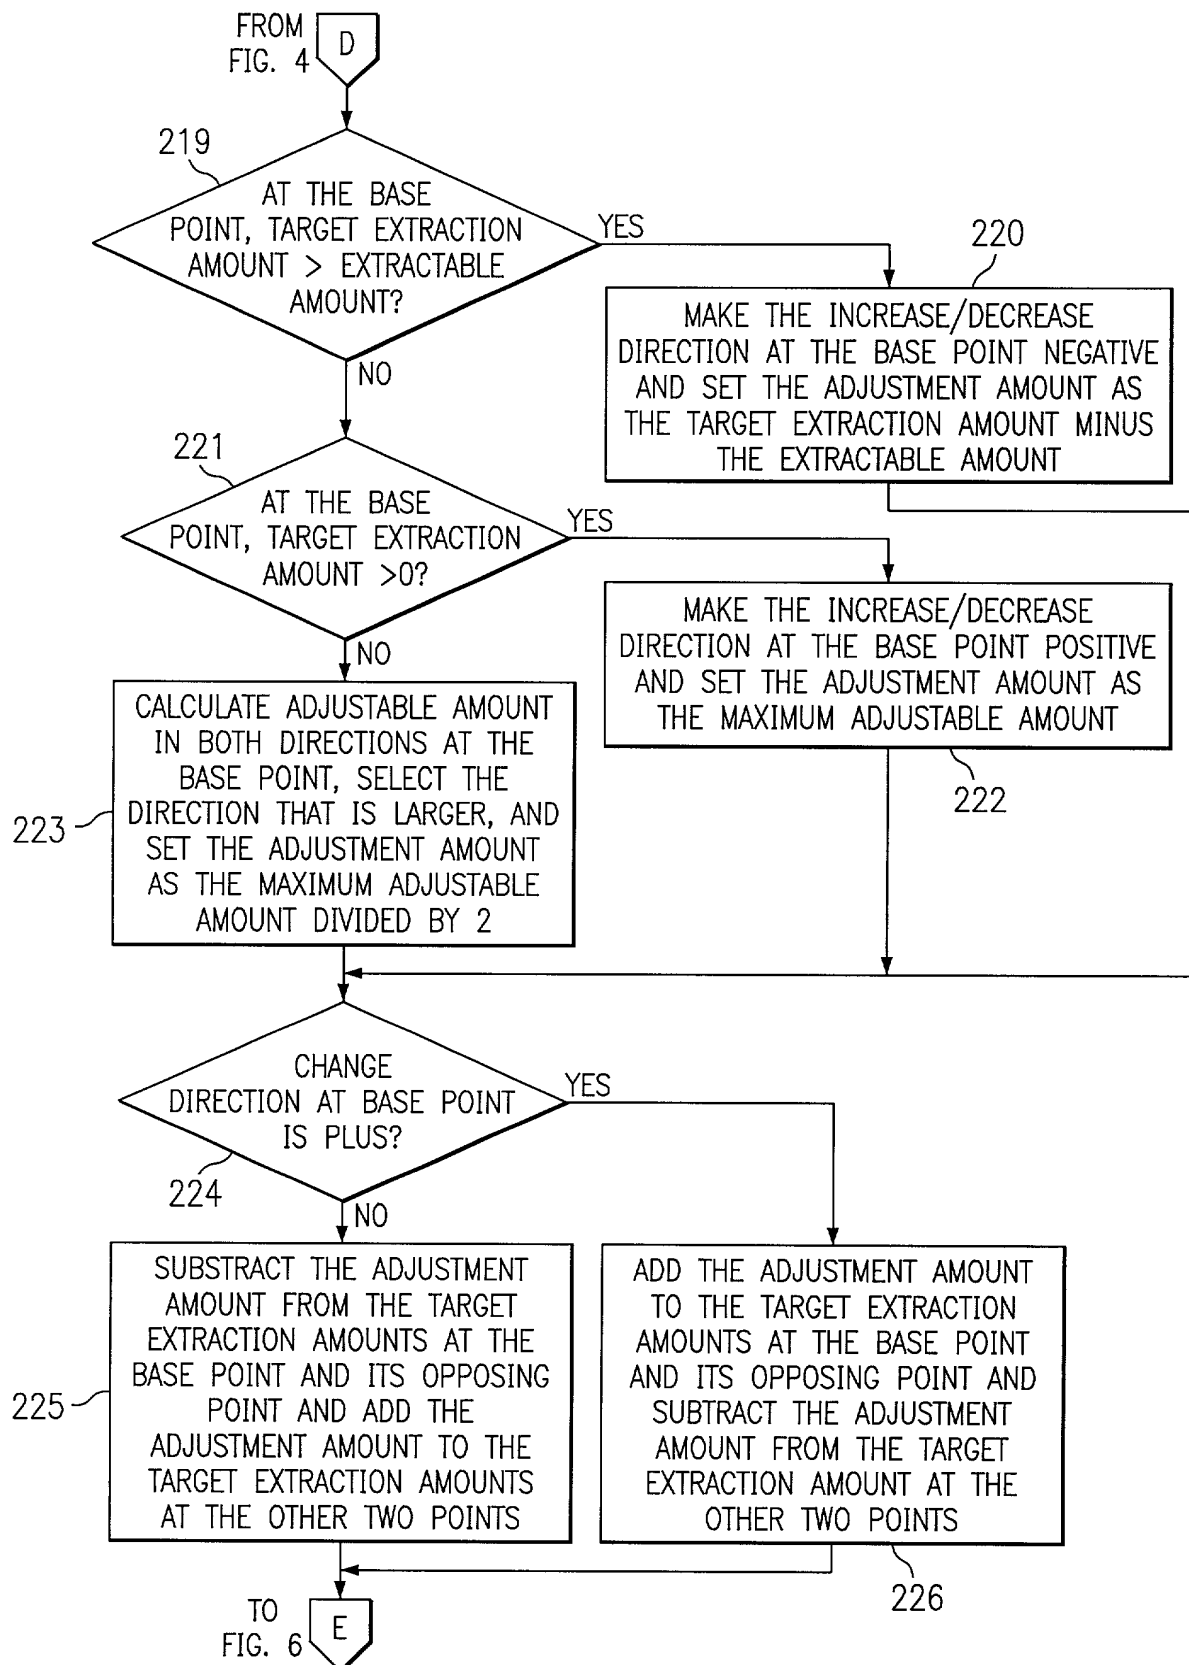 FROM
FIG. 4
D
219
AT THE BASE
POINT, TARGET EXTRACTION
AMOUNT > EXTRACTABLE
AMOUNT?
YES
NO
220
MAKE THE INCREASE/DECREASE
DIRECTION AT THE BASE POINT NEGATIVE
AND SET THE ADJUSTMENT AMOUNT AS
THE TARGET EXTRACTION AMOUNT MINUS
THE EXTRACTABLE AMOUNT
221
AT THE BASE
POINT, TARGET EXTRACTION
AMOUNT >0?
YES
NO
MAKE THE INCREASE/DECREASE
DIRECTION AT THE BASE POINT POSITIVE
AND SET THE ADJUSTMENT AMOUNT AS
THE MAXIMUM ADJUSTABLE AMOUNT
222
CALCULATE ADJUSTABLE AMOUNT
IN BOTH DIRECTIONS AT THE
BASE POINT, SELECT THE
DIRECTION THAT IS LARGER, AND
SET THE ADJUSTMENT AMOUNT
AS THE MAXIMUM ADJUSTABLE
AMOUNT DIVIDED BY 2
223
CHANGE
DIRECTION AT BASE POINT
IS PLUS?
YES
224
NO
SUBSTRACT THE ADJUSTMENT
AMOUNT FROM THE TARGET
EXTRACTION AMOUNTS AT THE
BASE POINT AND ITS OPPOSING
POINT AND ADD THE
ADJUSTMENT AMOUNT TO THE
TARGET EXTRACTION AMOUNTS
AT THE OTHER TWO POINTS
225
ADD THE ADJUSTMENT AMOUNT
TO THE TARGET EXTRACTION
AMOUNTS AT THE BASE POINT
AND ITS OPPOSING POINT AND
SUBTRACT THE ADJUSTMENT
AMOUNT FROM THE TARGET
EXTRACTION AMOUNT AT THE
OTHER TWO POINTS
226
TO
FIG. 6
E